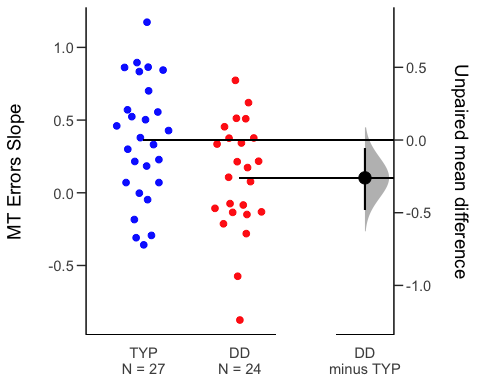 MT Errors Slope
1.0
0.5
0.0
-0.5
0.5
0.0
-0.5
-1.0
Unpaired mean difference
TYP
N = 27
DD
N = 24
DD
minus TYP